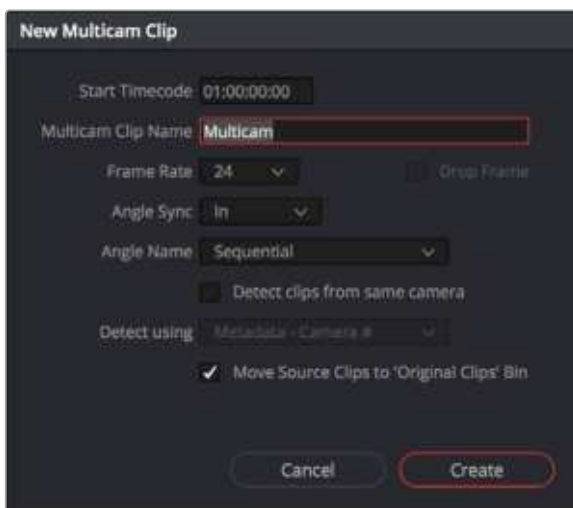 New Multicam Clip
Start Timecode 01:00:00:00
Multicam Clip Name Multicam
Frame Rate 24 Drop Frame
Angle Sync In
Angle Name Sequential
Detect clips from same camera
Detect using Metadata - Camera #
Move Source Clips to 'Original Clips' Bin
Cancel Create